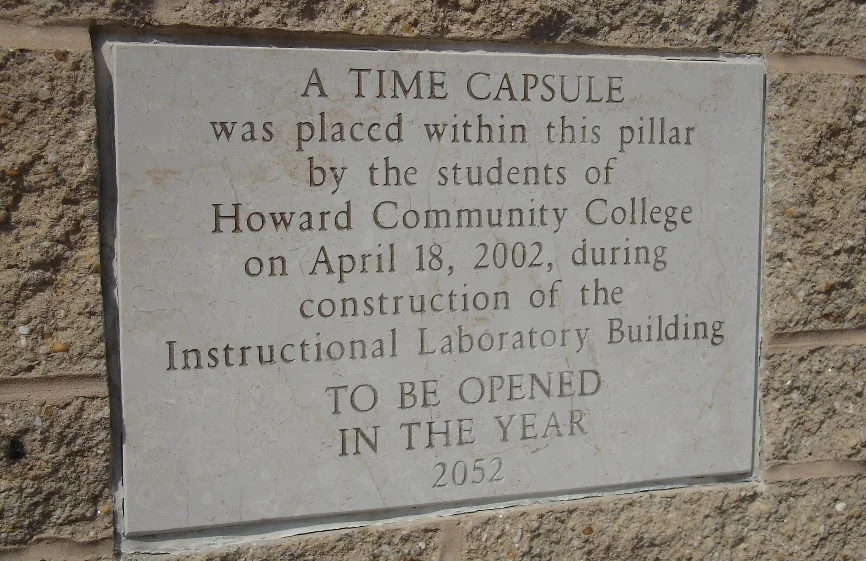 A TIME CAPSULE
was placed within this pillar
by the students of
Howard Community College
on April 18, 2002, during
construction of the
Instructional Laboratory Building
TO BE OPENED
IN THE YEAR
2052